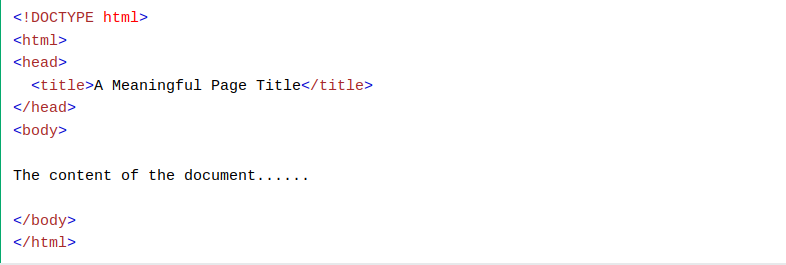 <!DOCTYPE html>
<html>
<head>
  <title>A Meaningful Page Title</title>
</head>
<body>

The content of the document......

</body>
</html>